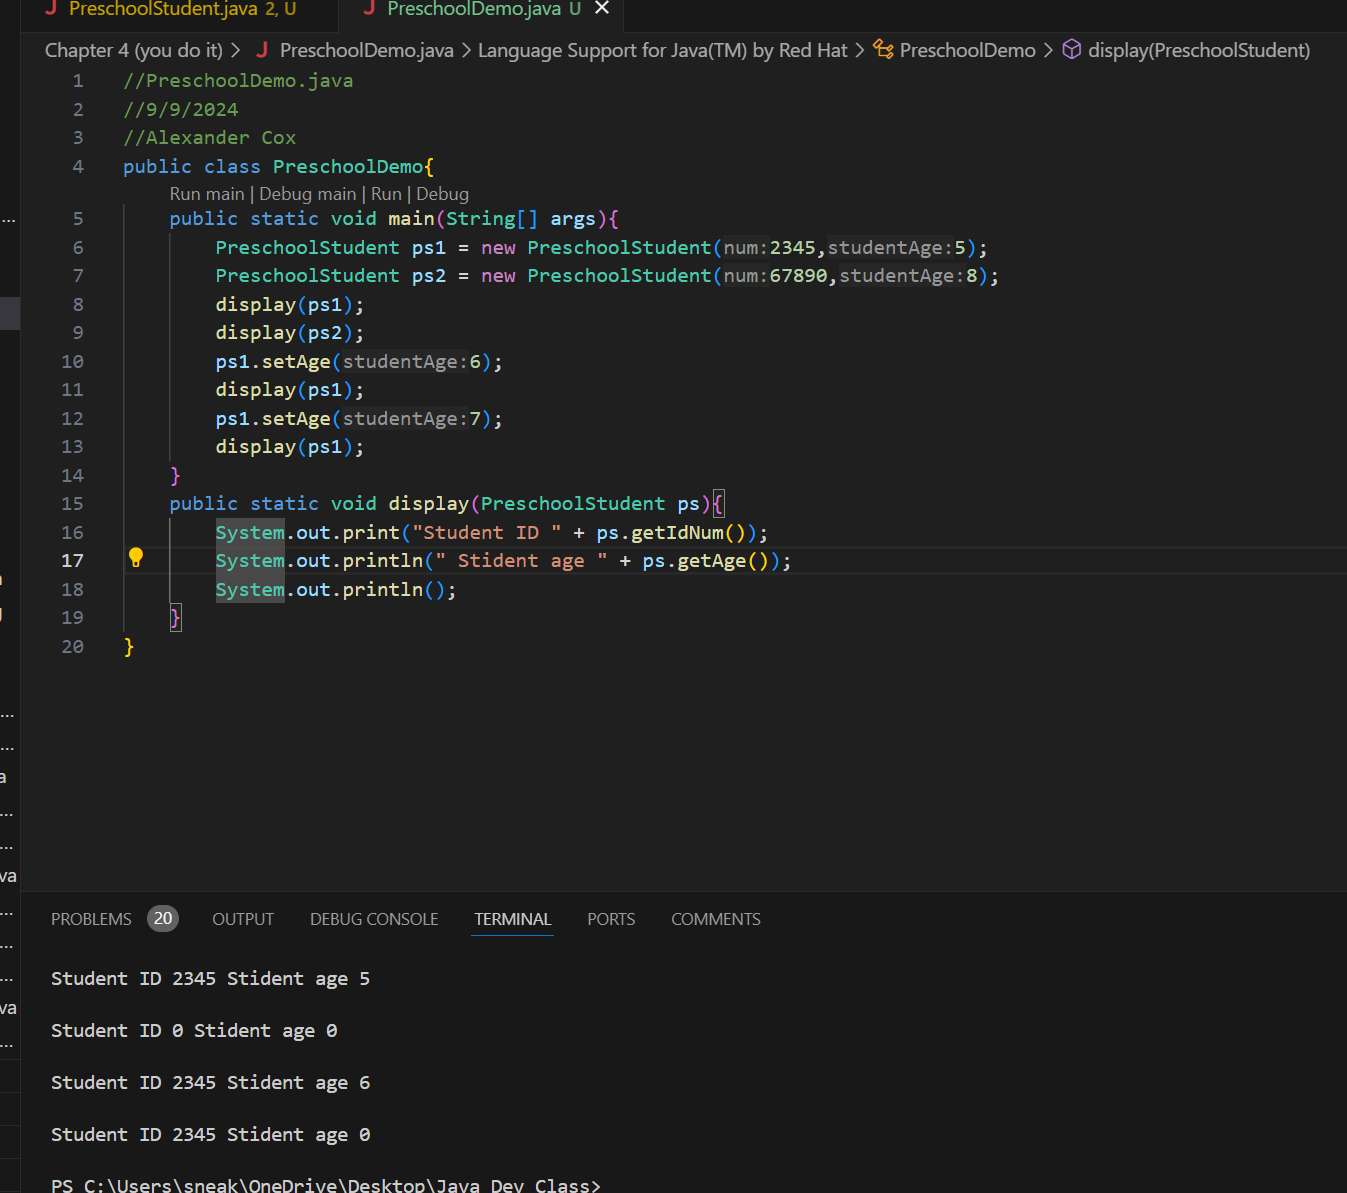 PreschoolStudent.java 2, U
PreschoolDemo.java U
Chapter 4 (you do it) > J PreschoolDemo.java > Language Support for Java(TM) by Red Hat > PreschoolDemo > display(PreschoolStudent)
1 //PreschoolDemo.java
2 //9/9/2024
3 //Alexander Cox
4 public class PreschoolDemo{
Run main | Debug main | Run | Debug
5 public static void main(String[] args){
6 PreschoolStudent ps1 = new PreschoolStudent(num:2345,studentAge:5);
7 PreschoolStudent ps2 = new PreschoolStudent(num:67890,studentAge:8);
8 display(ps1);
9 display(ps2);
10 ps1.setAge(studentAge:6);
11 display(ps1);
12 ps1.setAge(studentAge:7);
13 display(ps1);
14 }
15 public static void display(PreschoolStudent ps){
16 System.out.print("Student ID " + ps.getIdNum());
17 System.out.println(" Stident age " + ps.getAge());
18 System.out.println();
19 }
20 }
PROBLEMS 20 OUTPUT DEBUG CONSOLE TERMINAL PORTS COMMENTS
Student ID 2345 Stident age 5
Student ID 0 Stident age 0
Student ID 2345 Stident age 6
Student ID 2345 Stident age 0
PS C:\Users\sneak\OneDrive\Desktop\Java Dev Class>